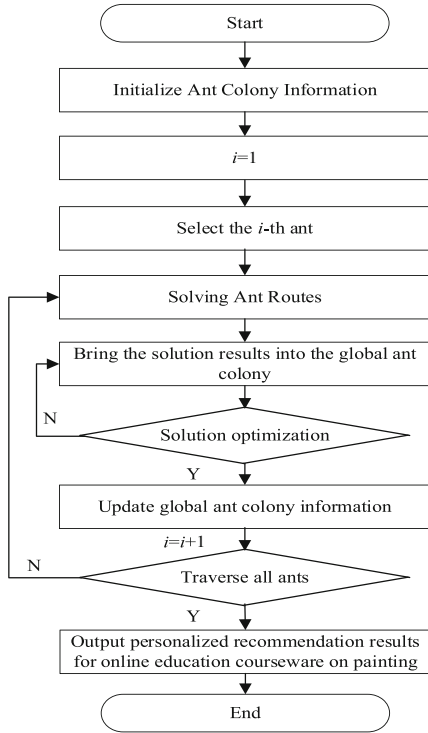 Start
Initialize Ant Colony Information
i=1
Select the i-th ant
Solving Ant Routes
Bring the solution results into the global ant
colony
N
Solution optimization
Y
Update global ant colony information
i=i+1
N
Traverse all ants
Y
Output personalized recommendation results
for online education courseware on painting
End